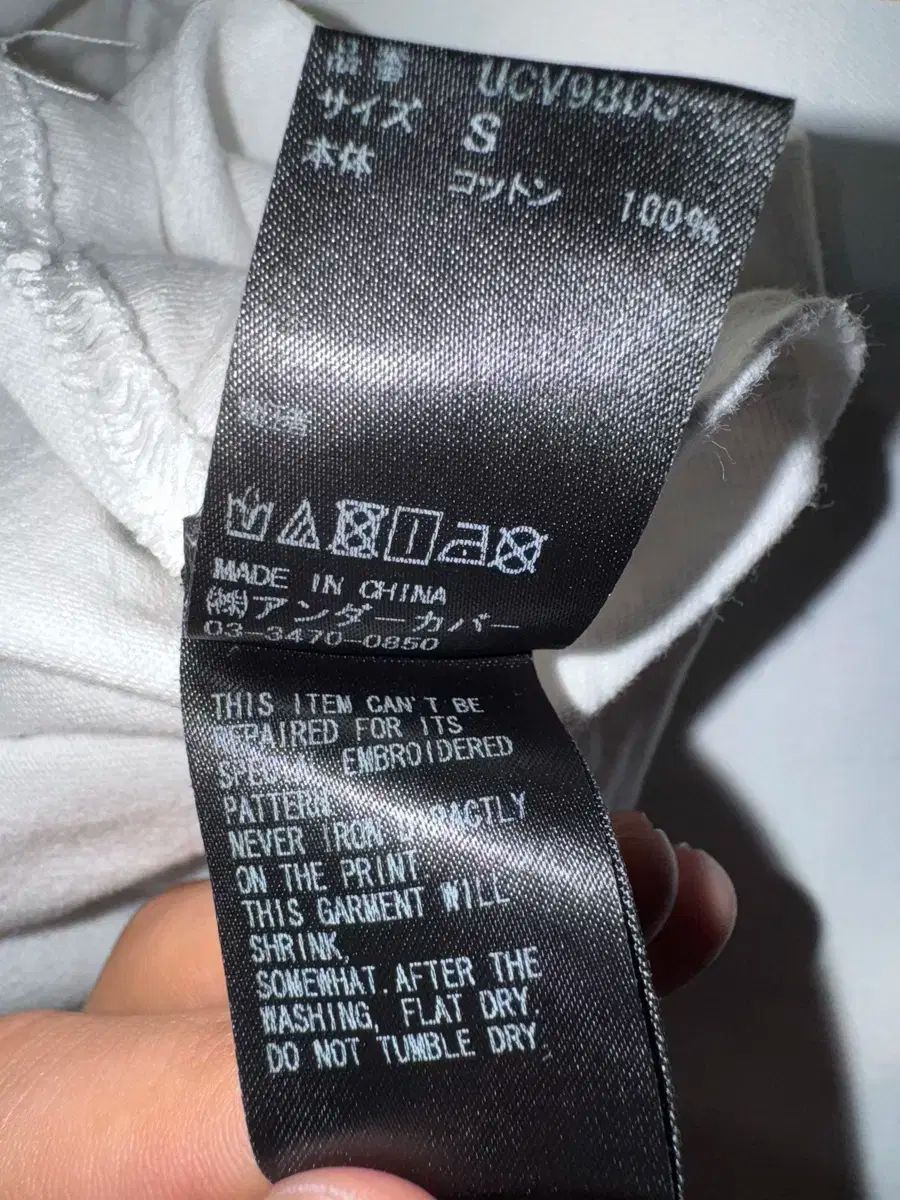 品番 UCV9803
サイズ S
本体 コットン 100%
MADE IN CHINA
㈱アンダーカバー
03-3470-0850
THIS ITEM CAN'T BE
REPAIRED FOR ITS
SPECIAL EMBROIDERED
PATTERN
NEVER IRON DIRACTLY
ON THE PRINT
THIS GARMENT WILL
SHRINK,
SOMEWHAT.AFTER THE
WASHING, FLAT DRY.
DO NOT TUMBLE DRY.